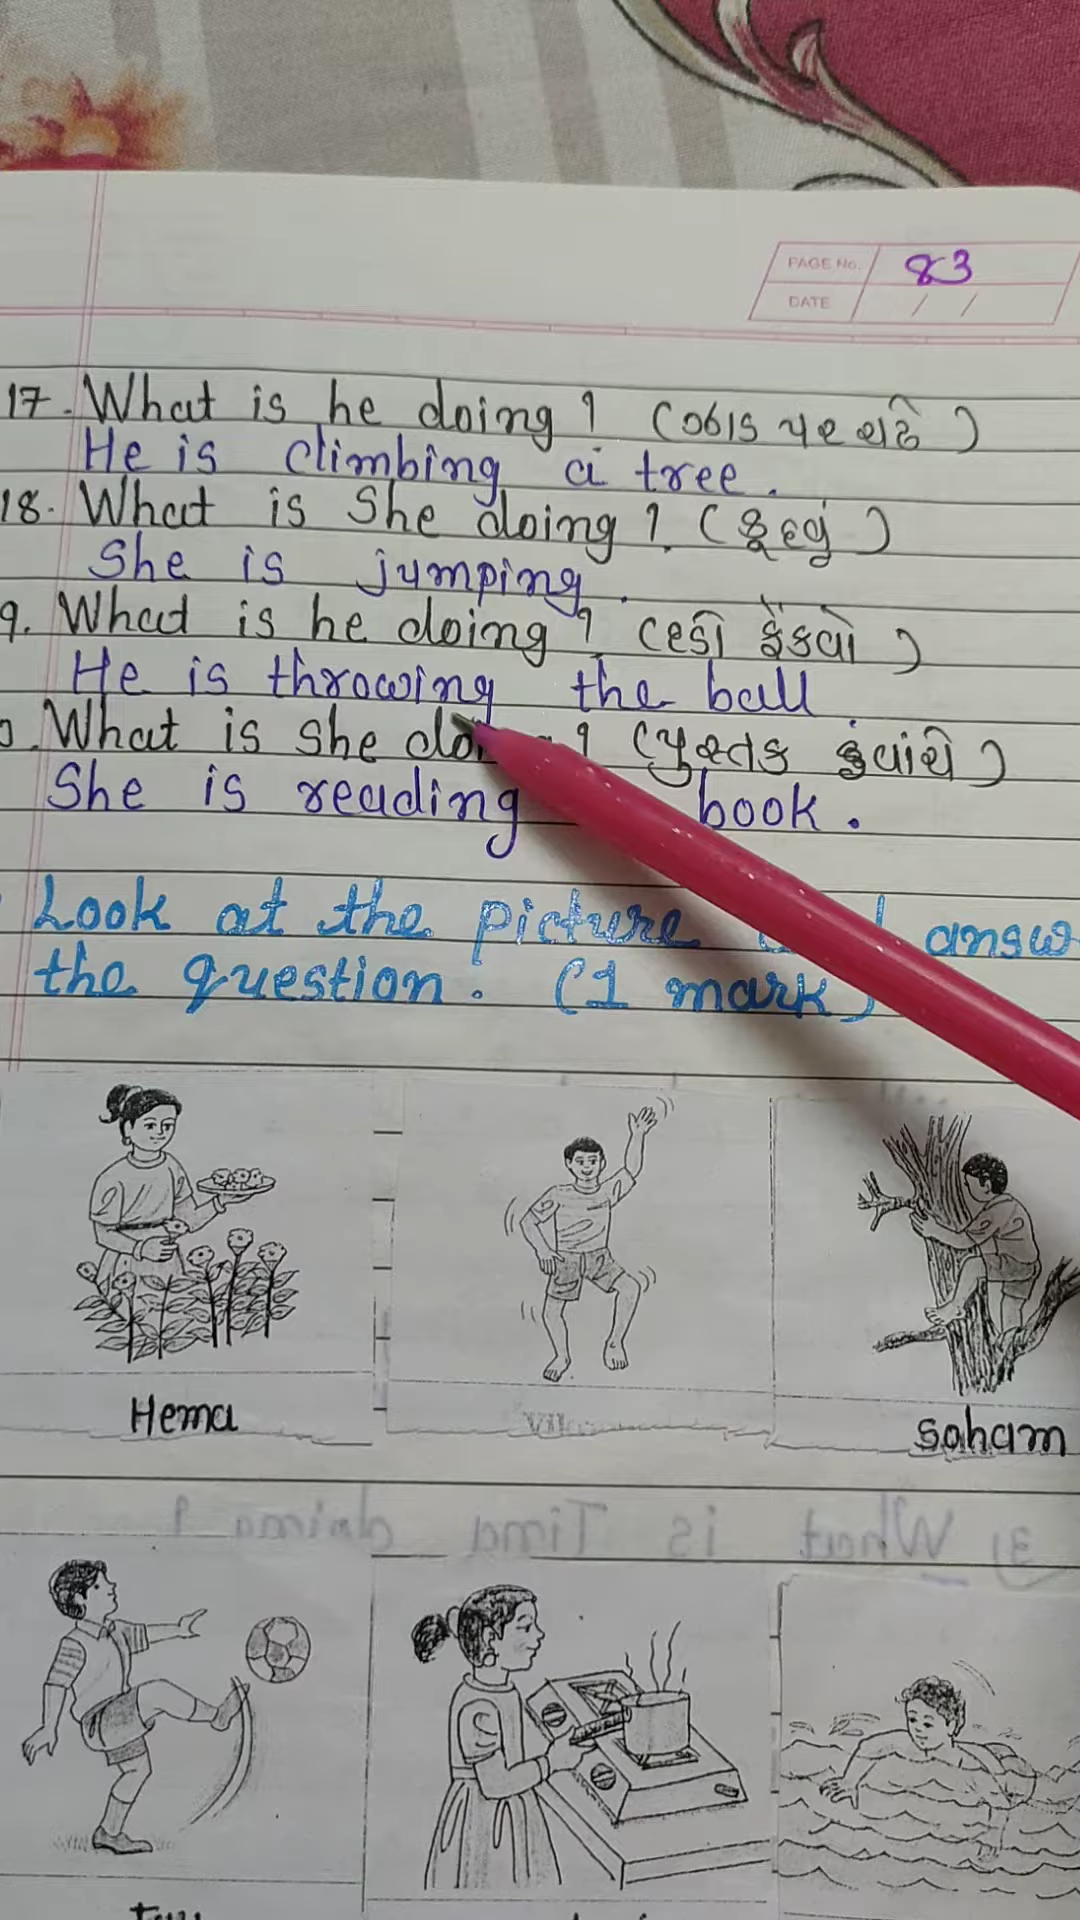 PAGE No. 83
DATE / /
17. What is he doing? (ઝાડ પર ચઢે)
He is climbing a tree.
18. What is she doing? (કૂદવું)
She is jumping.
9. What is he doing? (દડો ફેંકવો)
He is throwing the ball.
What is she (પુસ્તક વાંચે)
She is reading book.
Look at the picture answ
the question. (1 mark)
Hema
Saham